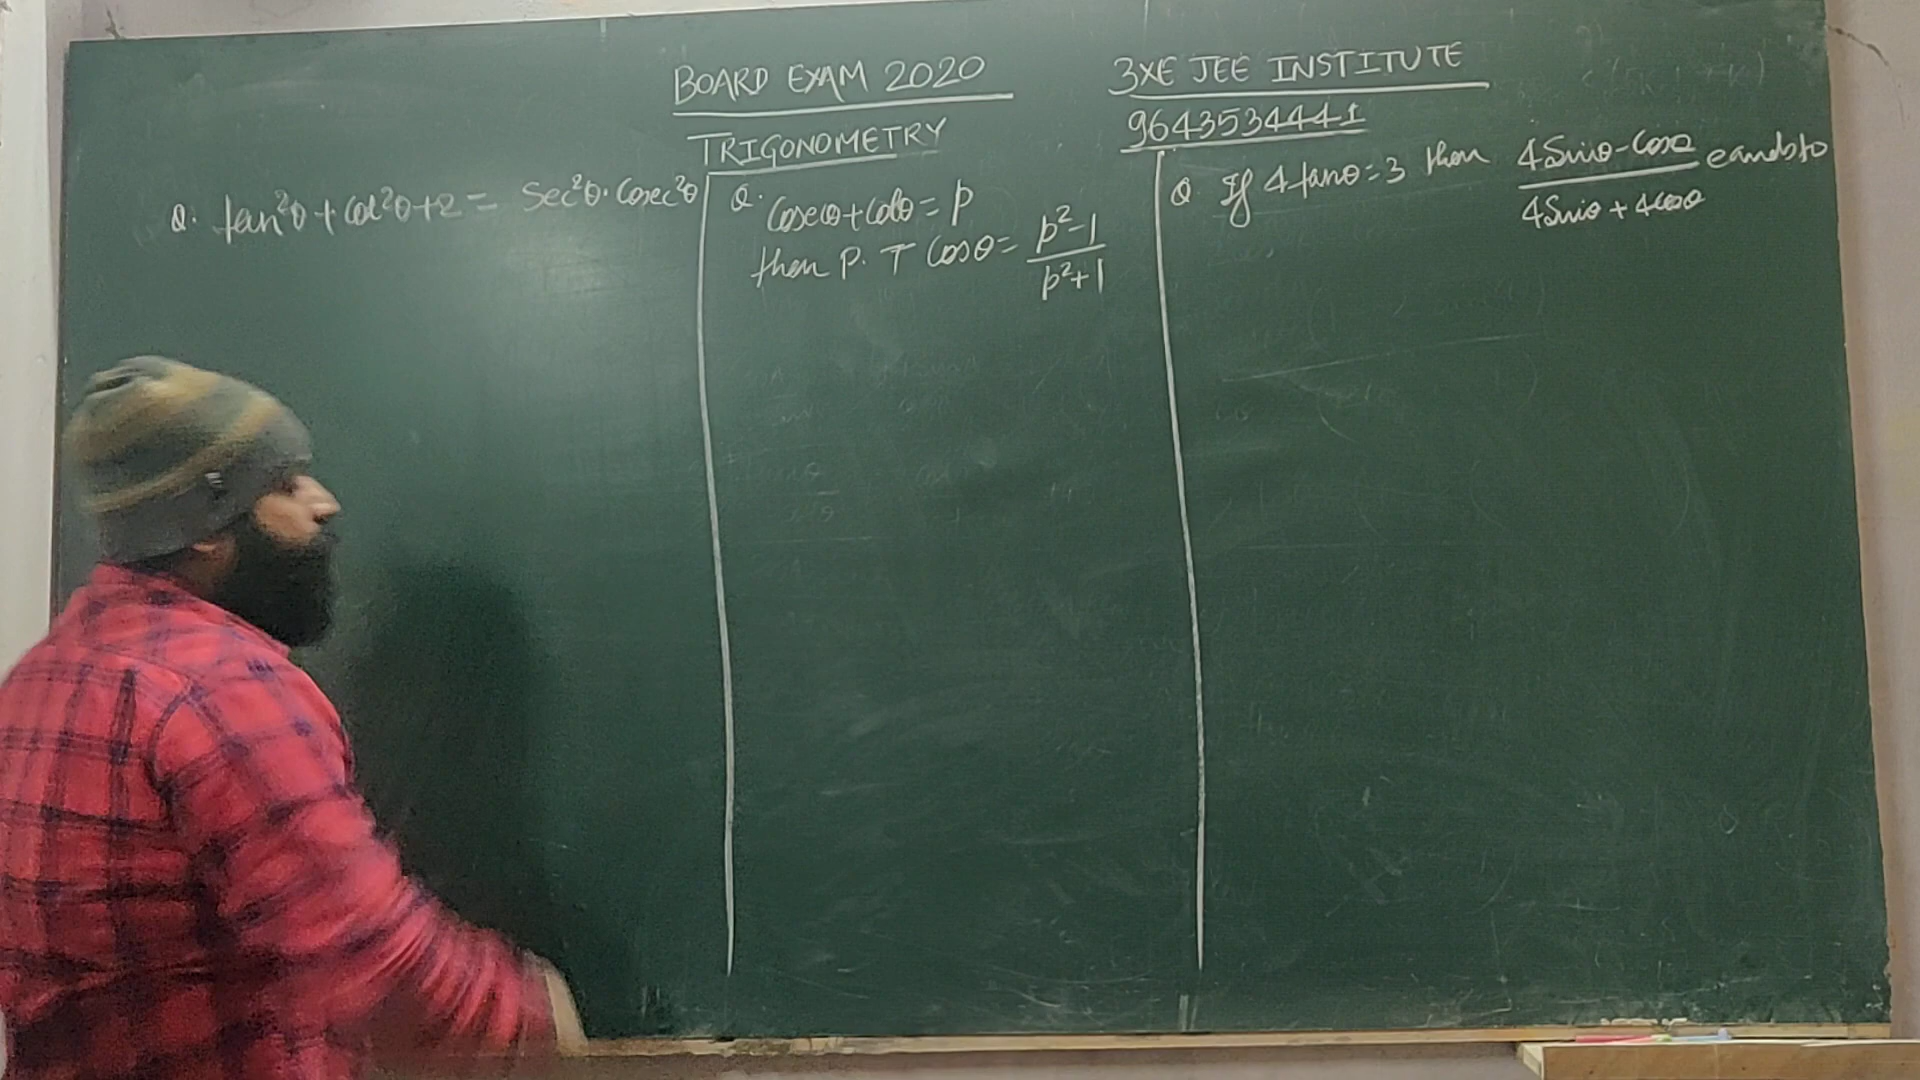 BOARD EXAM 2020
3XE JEE INSTITUTE
TRIGONOMETRY
9643534441
Q. tan²θ + cot²θ + 2 = Sec²θ · Cosec²θ
Q. Cosecθ + cotθ = p
then P. T Cosθ = p²-1 / p²+1
Q. If 4 tanθ = 3 then 4Sinθ - Cosθ / 4Sinθ + 4cosθ